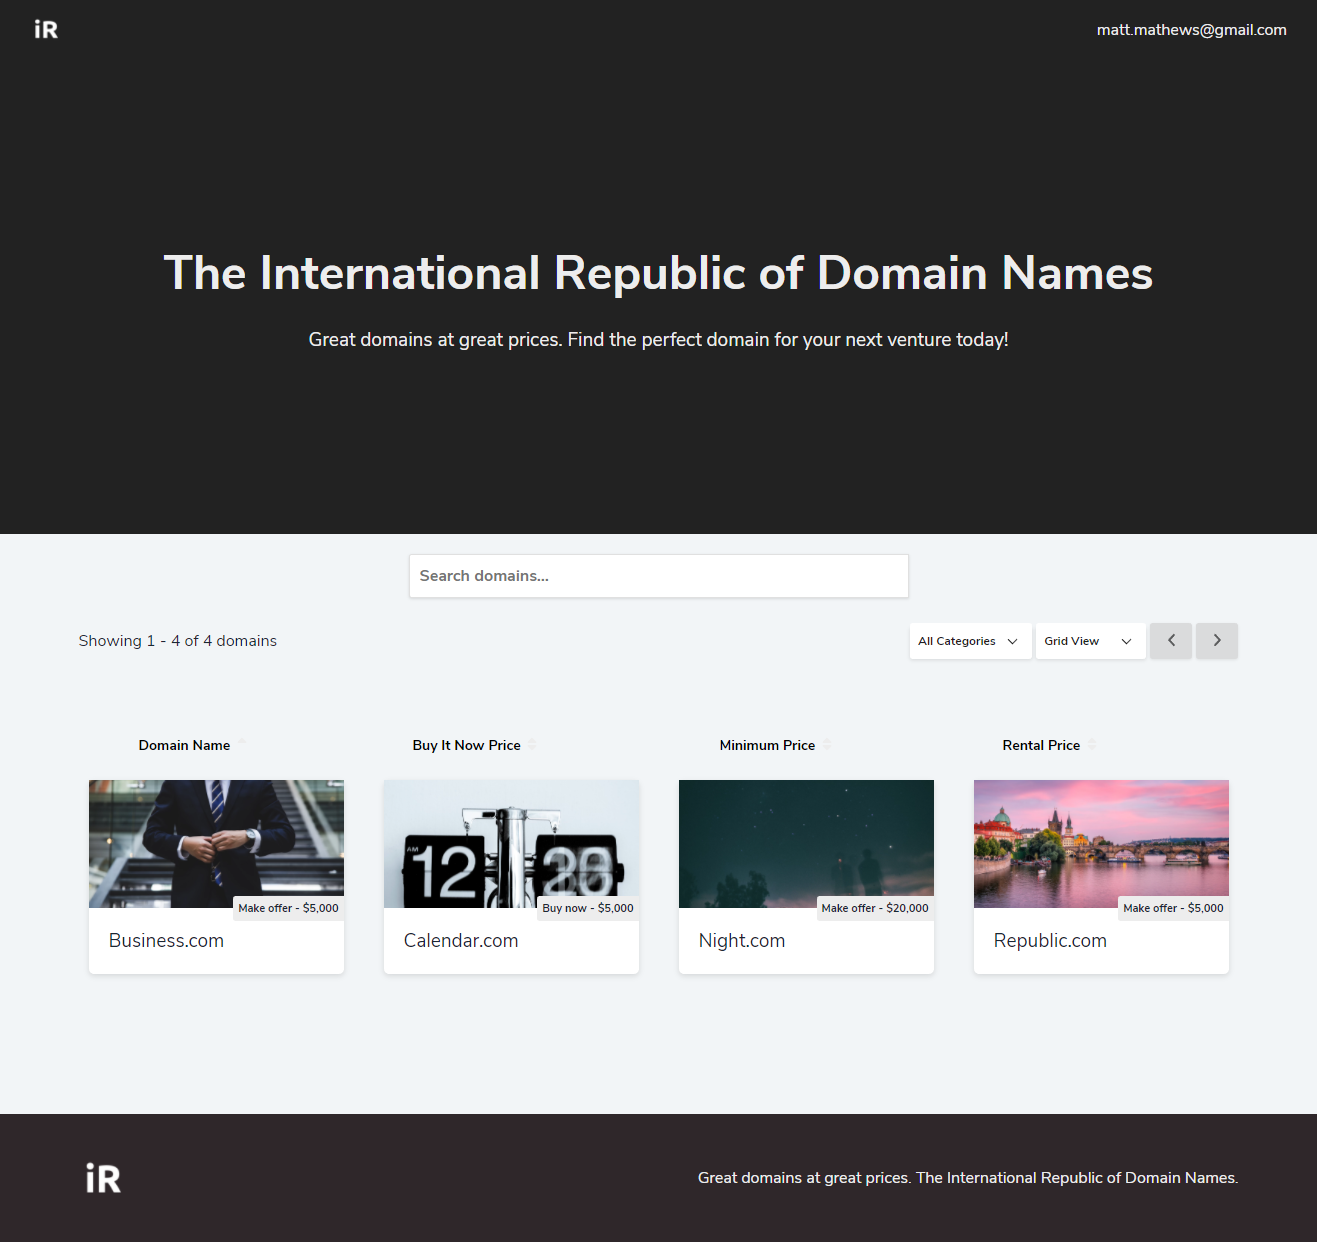 iR
matt.mathews@gmail.com
The International Republic of Domain Names
Great domains at great prices. Find the perfect domain for your next venture today!
Search domains...
Showing 1 - 4 of 4 domains
All Categories
Grid View
Domain Name
Buy It Now Price
Minimum Price
Rental Price
AM
12
Make offer - $5,000
Buy now - $5,000
Make offer - $20,000
Make offer - $5,000
Business.com
Calendar.com
Night.com
Republic.com
iR
Great domains at great prices. The International Republic of Domain Names.